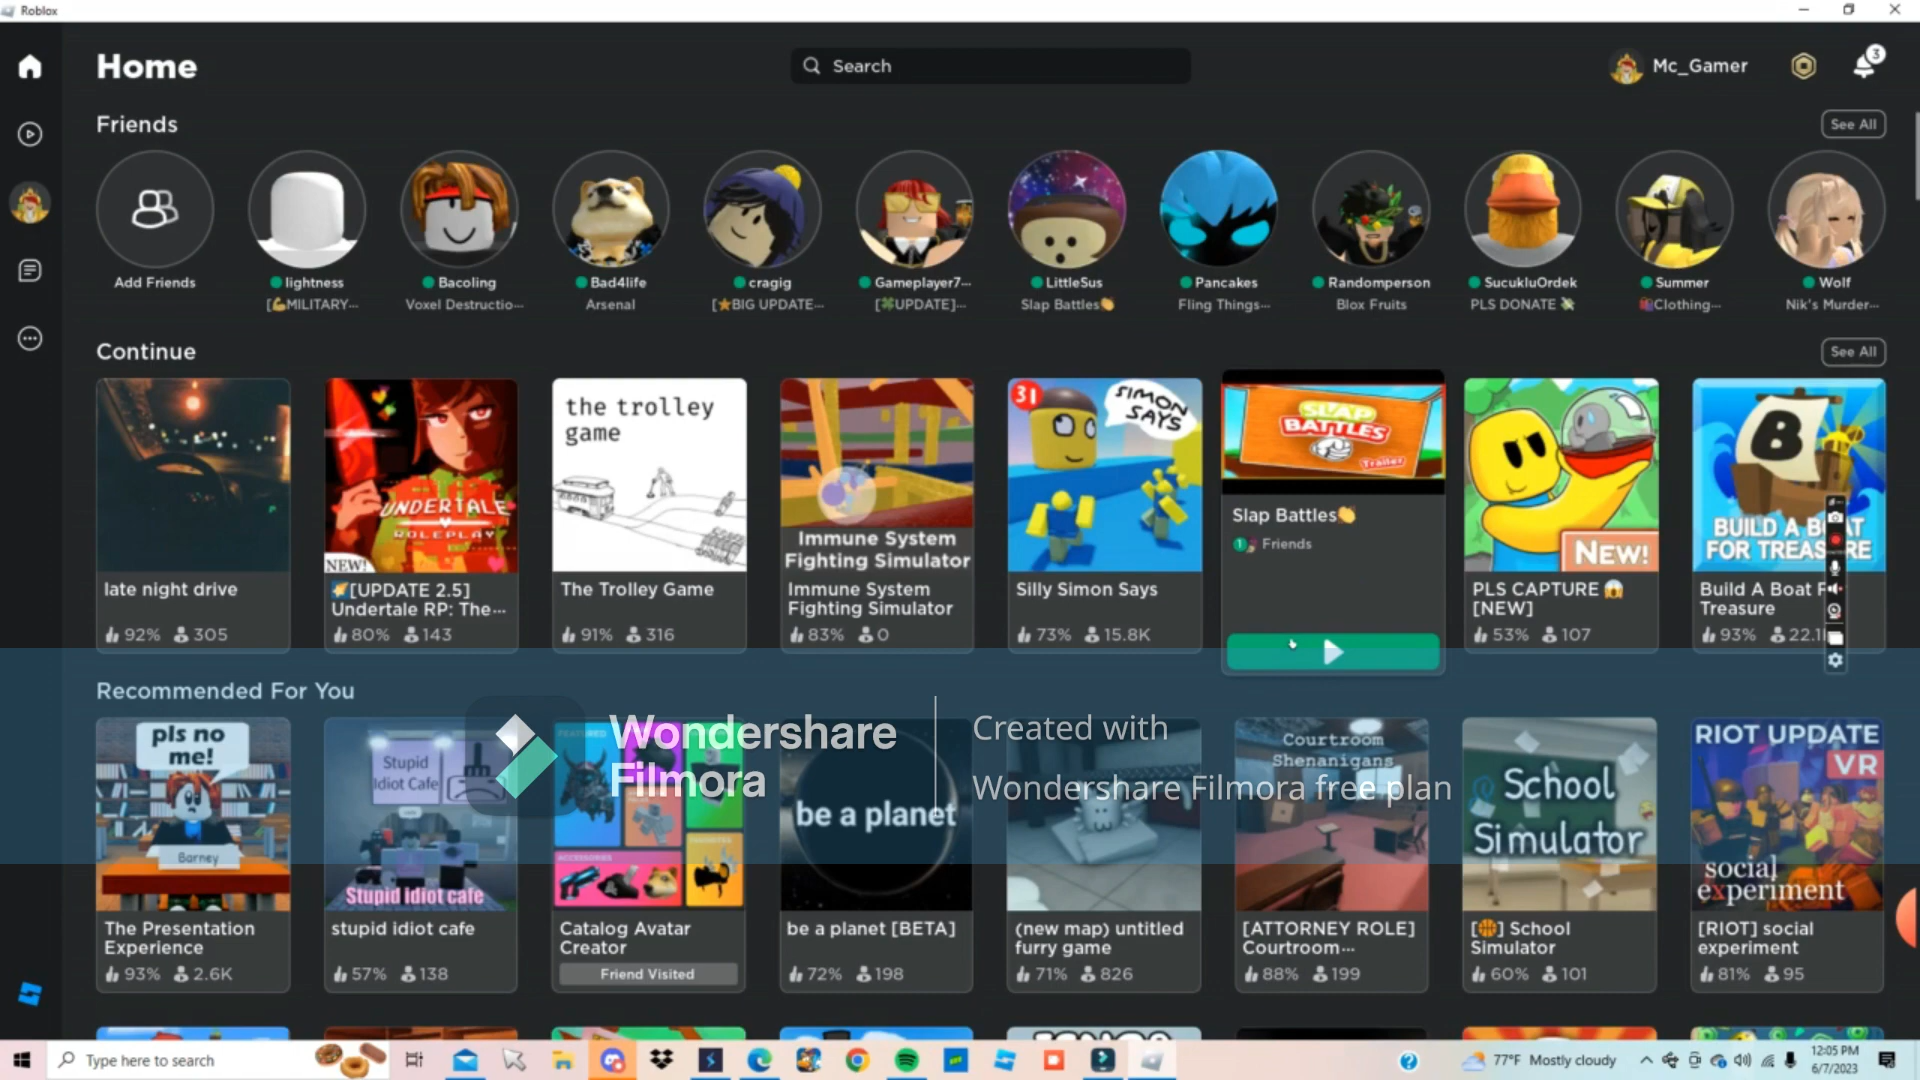 Roblox
Home
Search
Mc_Gamer
3
Friends
See All
Add Friends
lightness
[💪MILITARY...
Bacoling
Voxel Destructio...
Bad4life
Arsenal
cragig
[⭐BIG UPDATE...
Gameplayer7...
[🍀UPDATE]...
LittleSus
Slap Battles👏
Pancakes
Fling Things...
Randomperson
Blox Fruits
SucukluOrdek
PLS DONATE 💸
Summer
🛍️Clothing...
Wolf
Nik's Murder...
Continue
See All
late night drive
92% 305
UNDERTALE
ROLEPLAY
NEW!
[UPDATE 2.5]
Undertale RP: The...
80% 143
the trolley
game
The Trolley Game
91% 316
Immune System
Fighting Simulator
Immune System
Fighting Simulator
83% 0
31
SIMON
SAYS
Silly Simon Says
73% 15.8K
SLAP
BATTLES
Trailer
Slap Battles👏
1 Friends
NEW!
PLS CAPTURE 😱
[NEW]
53% 107
B
BUILD A BOAT
FOR TREASURE
Build A Boat F
Treasure
93% 22.1
Recommended For You
pls no
me!
Barney
The Presentation
Experience
93% 2.6K
Stupid
Idiot Cafe
Stupid idiot cafe
stupid idiot cafe
57% 138
FEATURED
ACCESSORIES
Catalog Avatar
Creator
Friend Visited
be a planet
be a planet [BETA]
72% 198
(new map) untitled
furry game
71% 826
Courtroom
Shenanigans
[ATTORNEY ROLE]
Courtroom...
88% 199
School
Simulator
[🏀] School
Simulator
60% 101
RIOT UPDATE
VR
social
experiment
[RIOT] social
experiment
81% 95
Wondershare
Filmora
Created with
Wondershare Filmora free plan
Type here to search
77°F Mostly cloudy
12:05 PM
6/7/2023